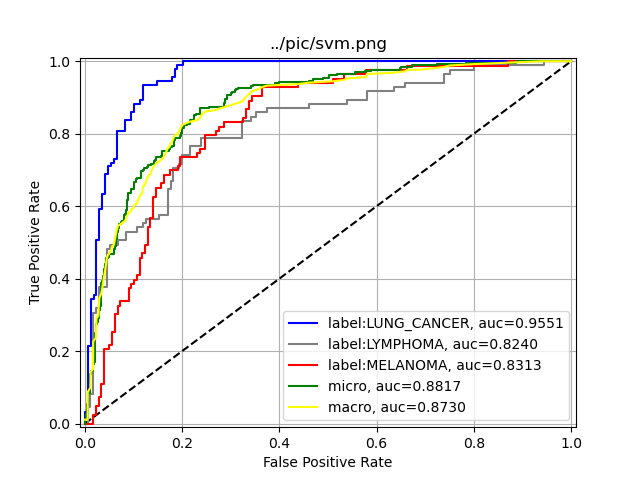 ../pic/svm.png
True Positive Rate
1.0
0.8
0.6
0.4
0.2
0.0
label:LUNG_CANCER, auc=0.9551
label:LYMPHOMA, auc=0.8240
label:MELANOMA, auc=0.8313
micro, auc=0.8817
macro, auc=0.8730
0.0 0.2 0.4 0.6 0.8 1.0
False Positive Rate